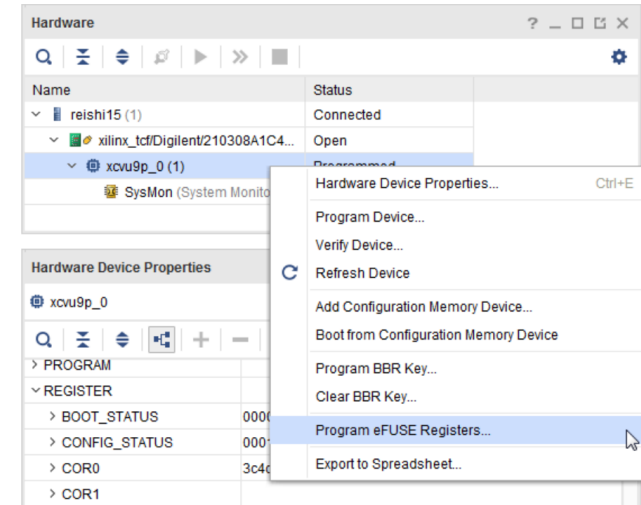 Hardware
Name Status
reishi15 (1) Connected
xilinx_tcf/Digilent/210308A1C4... Open
xcvu9p_0 (1) Programmed
SysMon (System Monito
Hardware Device Properties... Ctrl+E
Program Device...
Verify Device...
Refresh Device
Add Configuration Memory Device...
Boot from Configuration Memory Device
Program BBR Key...
Clear BBR Key...
Program eFUSE Registers...
Export to Spreadsheet...
Hardware Device Properties
xcvu9p_0
PROGRAM
REGISTER
BOOT_STATUS 0000
CONFIG_STATUS 0001
COR0 3c4
COR1